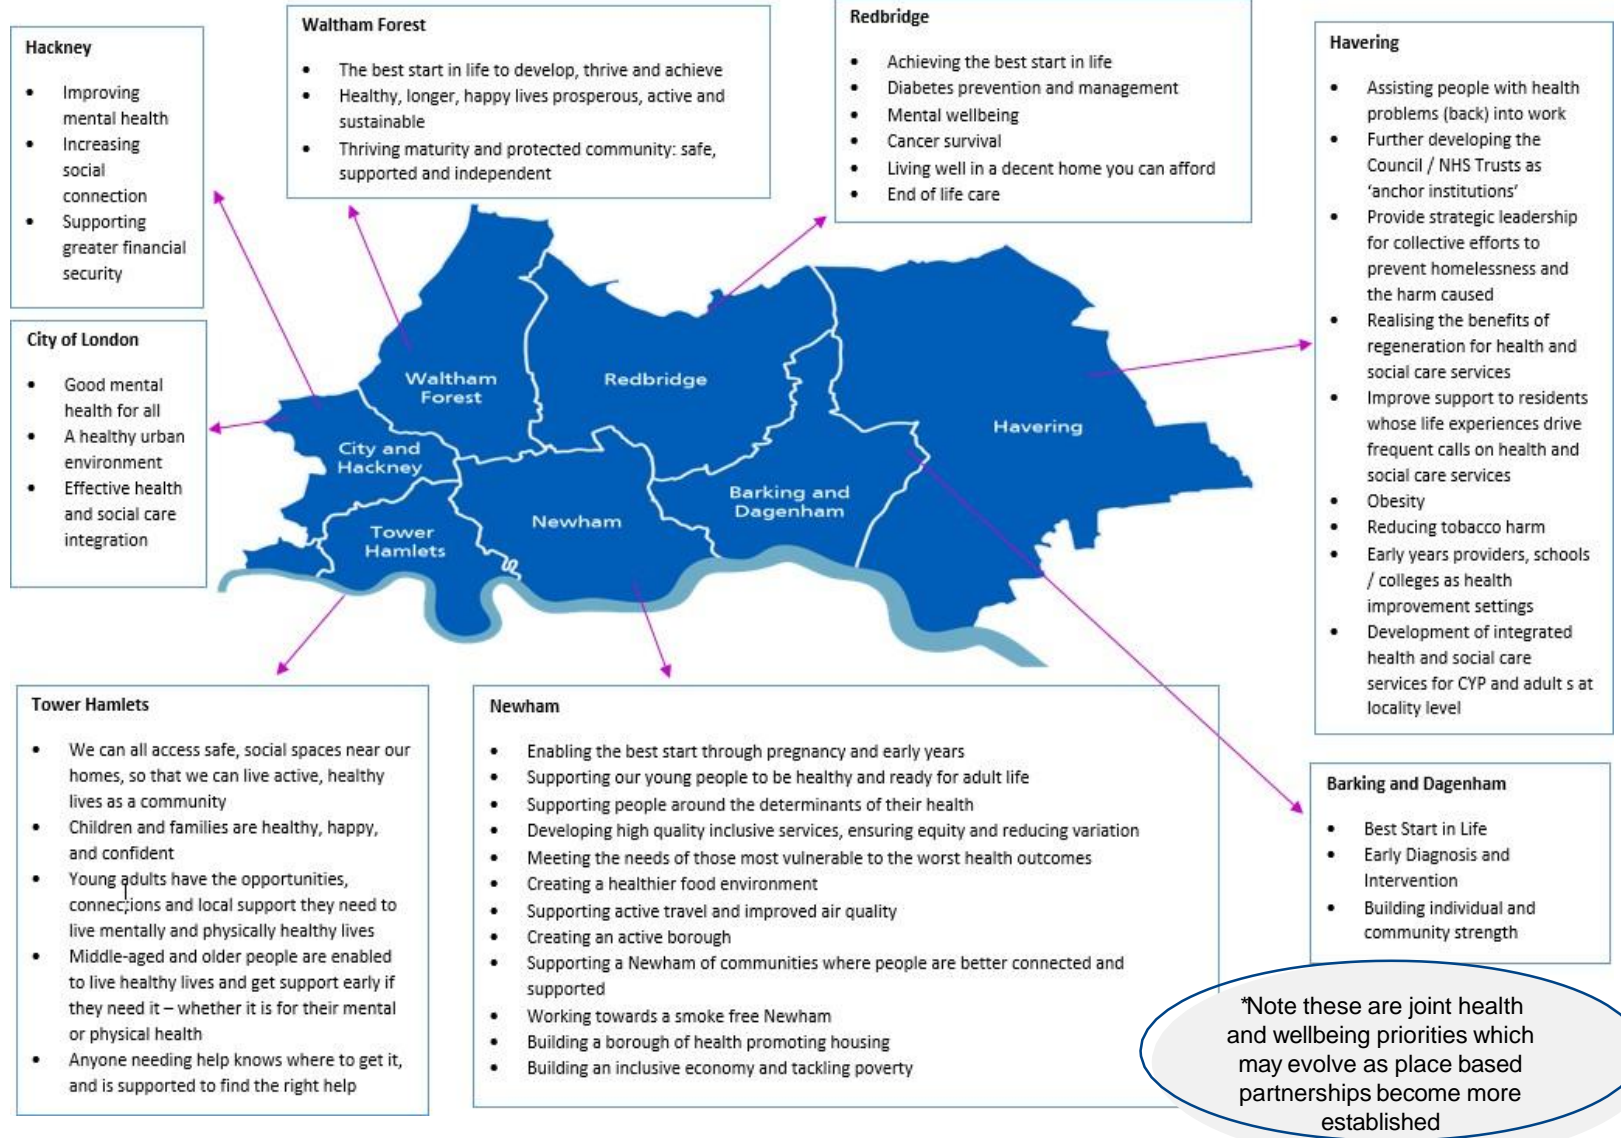 Hackney
• Improving
mental health
• Increasing
social
connection
• Supporting
greater financial
security
City of London
• Good mental
health for all
• A healthy urban
environment
• Effective health
and social care
integration
Waltham Forest
• The best start in life to develop, thrive and achieve
• Healthy, longer, happy lives prosperous, active and
sustainable
• Thriving maturity and protected community: safe,
supported and independent
Redbridge
• Achieving the best start in life
• Diabetes prevention and management
• Mental wellbeing
• Cancer survival
• Living well in a decent home you can afford
• End of life care
Havering
• Assisting people with health
problems (back) into work
• Further developing the
Council / NHS Trusts as
‘anchor institutions’
• Provide strategic leadership
for collective efforts to
prevent homelessness and
the harm caused
• Realising the benefits of
regeneration for health and
social care services
• Improve support to residents
whose life experiences drive
frequent calls on health and
social care services
• Obesity
• Reducing tobacco harm
• Early years providers, schools
/ colleges as health
improvement settings
• Development of integrated
health and social care
services for CYP and adult s at
locality level
Waltham
Forest
Redbridge
Havering
City and
Hackney
Tower
Hamlets
Newham
Barking and
Dagenham
Tower Hamlets
• We can all access safe, social spaces near our
homes, so that we can live active, healthy
lives as a community
• Children and families are healthy, happy,
and confident
• Young adults have the opportunities,
connections and local support they need to
live mentally and physically healthy lives
• Middle-aged and older people are enabled
to live healthy lives and get support early if
they need it – whether it is for their mental
or physical health
• Anyone needing help knows where to get it,
and is supported to find the right help
Newham
• Enabling the best start through pregnancy and early years
• Supporting our young people to be healthy and ready for adult life
• Supporting people around the determinants of their health
• Developing high quality inclusive services, ensuring equity and reducing variation
• Meeting the needs of those most vulnerable to the worst health outcomes
• Creating a healthier food environment
• Supporting active travel and improved air quality
• Creating an active borough
• Supporting a Newham of communities where people are better connected and
supported
• Working towards a smoke free Newham
• Building a borough of health promoting housing
• Building an inclusive economy and tackling poverty
Barking and Dagenham
• Best Start in Life
• Early Diagnosis and
Intervention
• Building individual and
community strength
*Note these are joint health
and wellbeing priorities which
may evolve as place based
partnerships become more
established